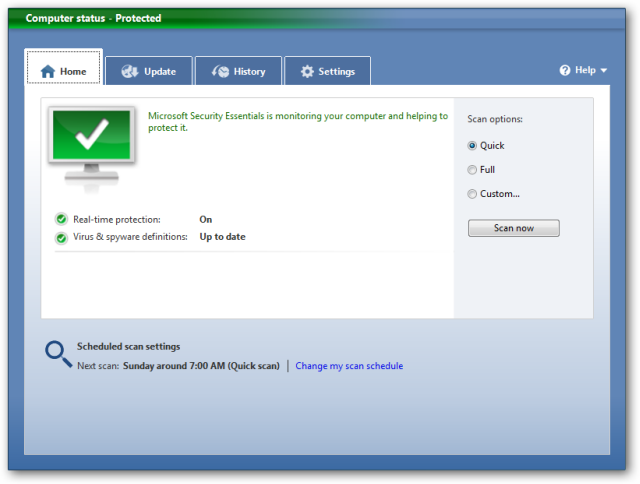 Computer status - Protected
Home
Update
History
Settings
Help
Microsoft Security Essentials is monitoring your computer and helping to
protect it.
Real-time protection: On
Virus & spyware definitions: Up to date
Scan options:
Quick
Full
Custom...
Scan now
Scheduled scan settings
Next scan: Sunday around 7:00 AM (Quick scan) | Change my scan schedule